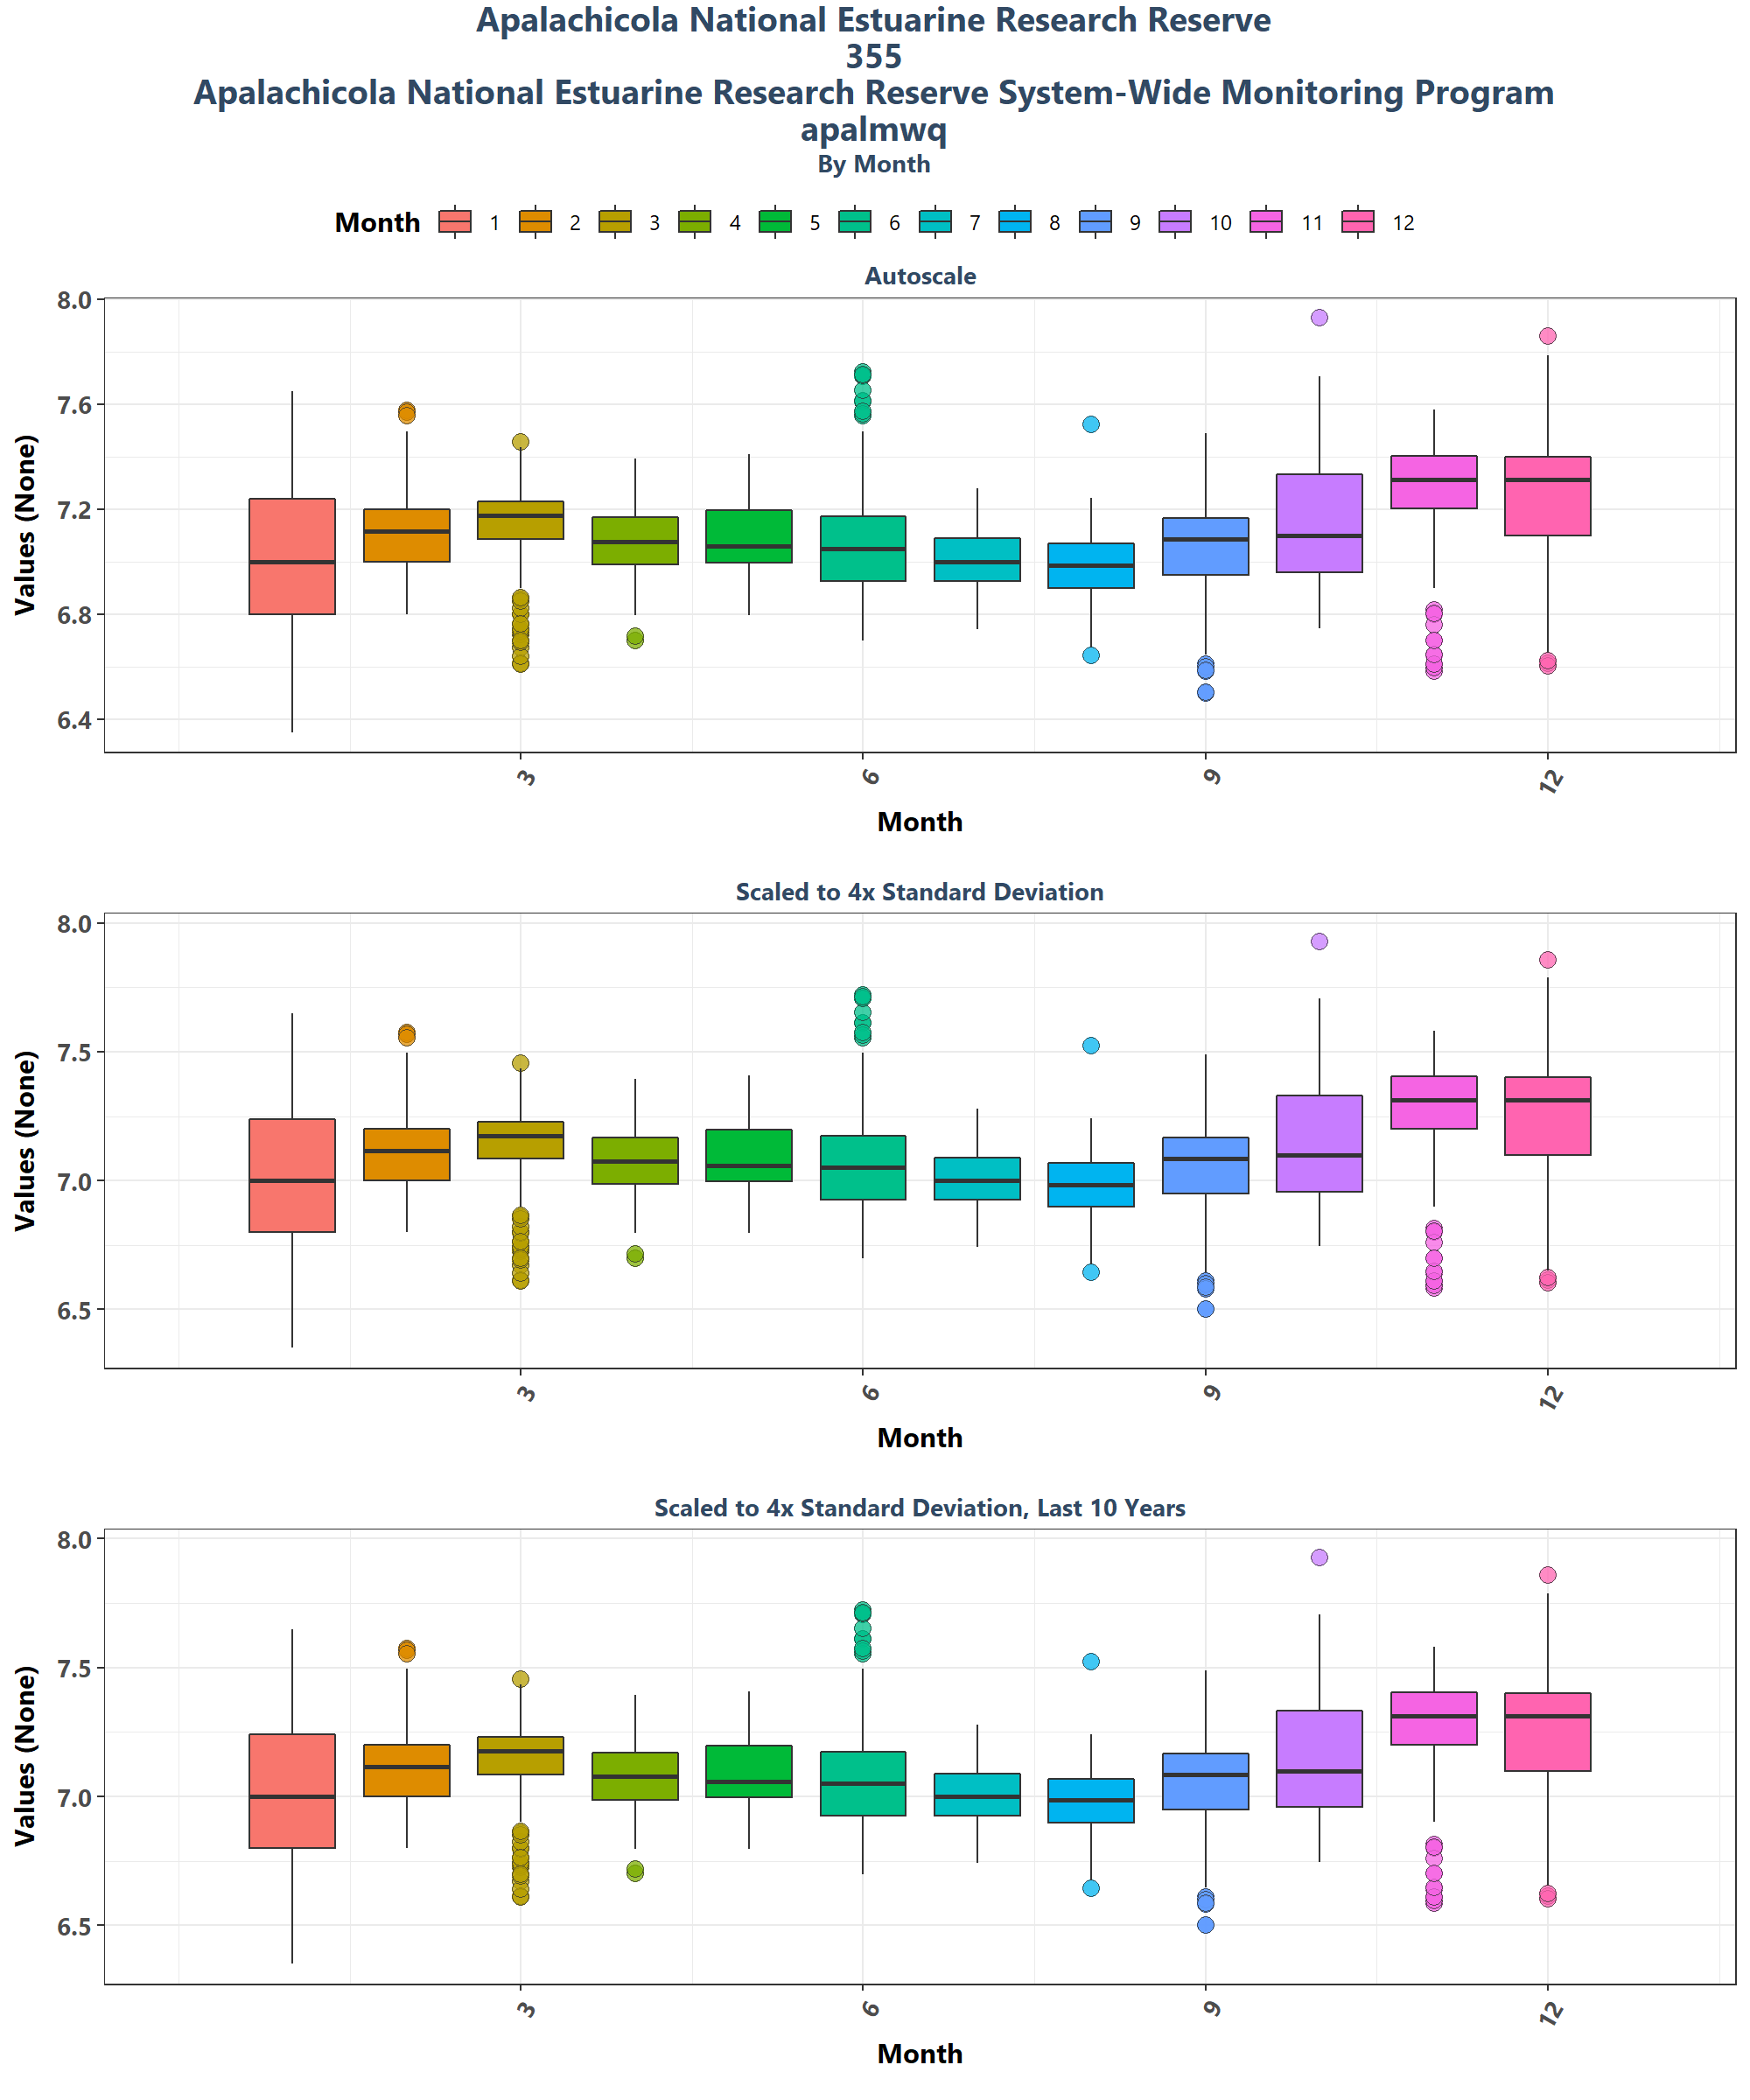 Apalachicola National Estuarine Research Reserve
355
Apalachicola National Estuarine Research Reserve System-Wide Monitoring Program
apalmwq
By Month
Month 1 2 3 4 5 6 7 8 9 10 11 12
Autoscale
Values (None)
8.0
7.6
7.2
6.8
6.4
3 6 9 12
Month
Scaled to 4x Standard Deviation
Values (None)
8.0
7.5
7.0
6.5
3 6 9 12
Month
Scaled to 4x Standard Deviation, Last 10 Years
Values (None)
8.0
7.5
7.0
6.5
3 6 9 12
Month